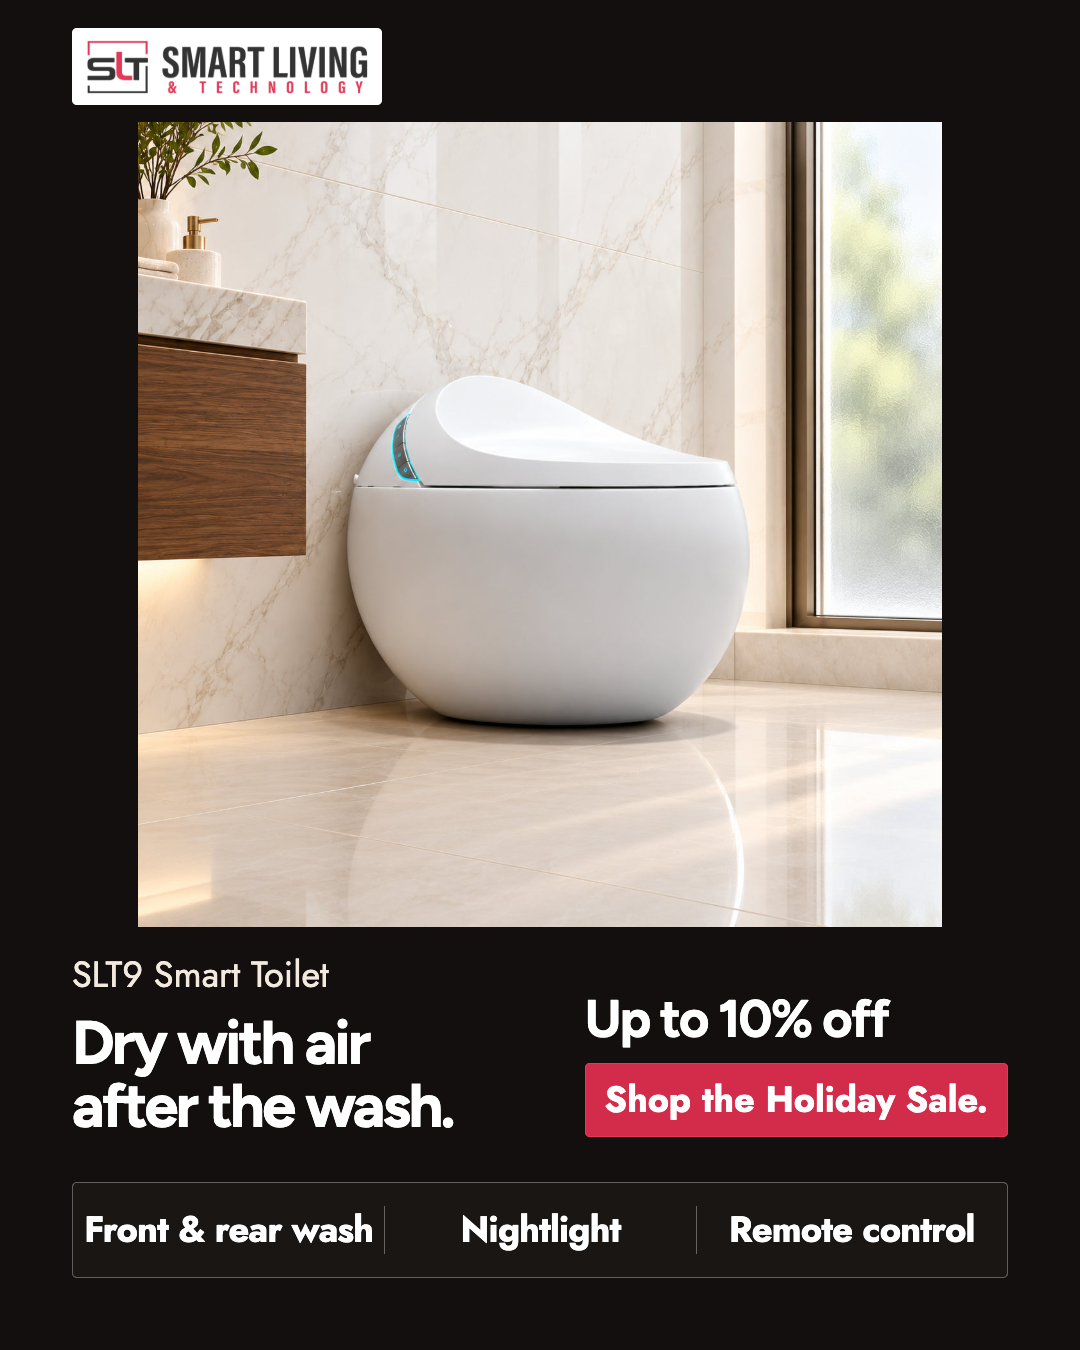 SLT SMART LIVING
& TECHNOLOGY
SLT9 Smart Toilet
Dry with air
after the wash.
Up to 10% off
Shop the Holiday Sale.
Front & rear wash
Nightlight
Remote control